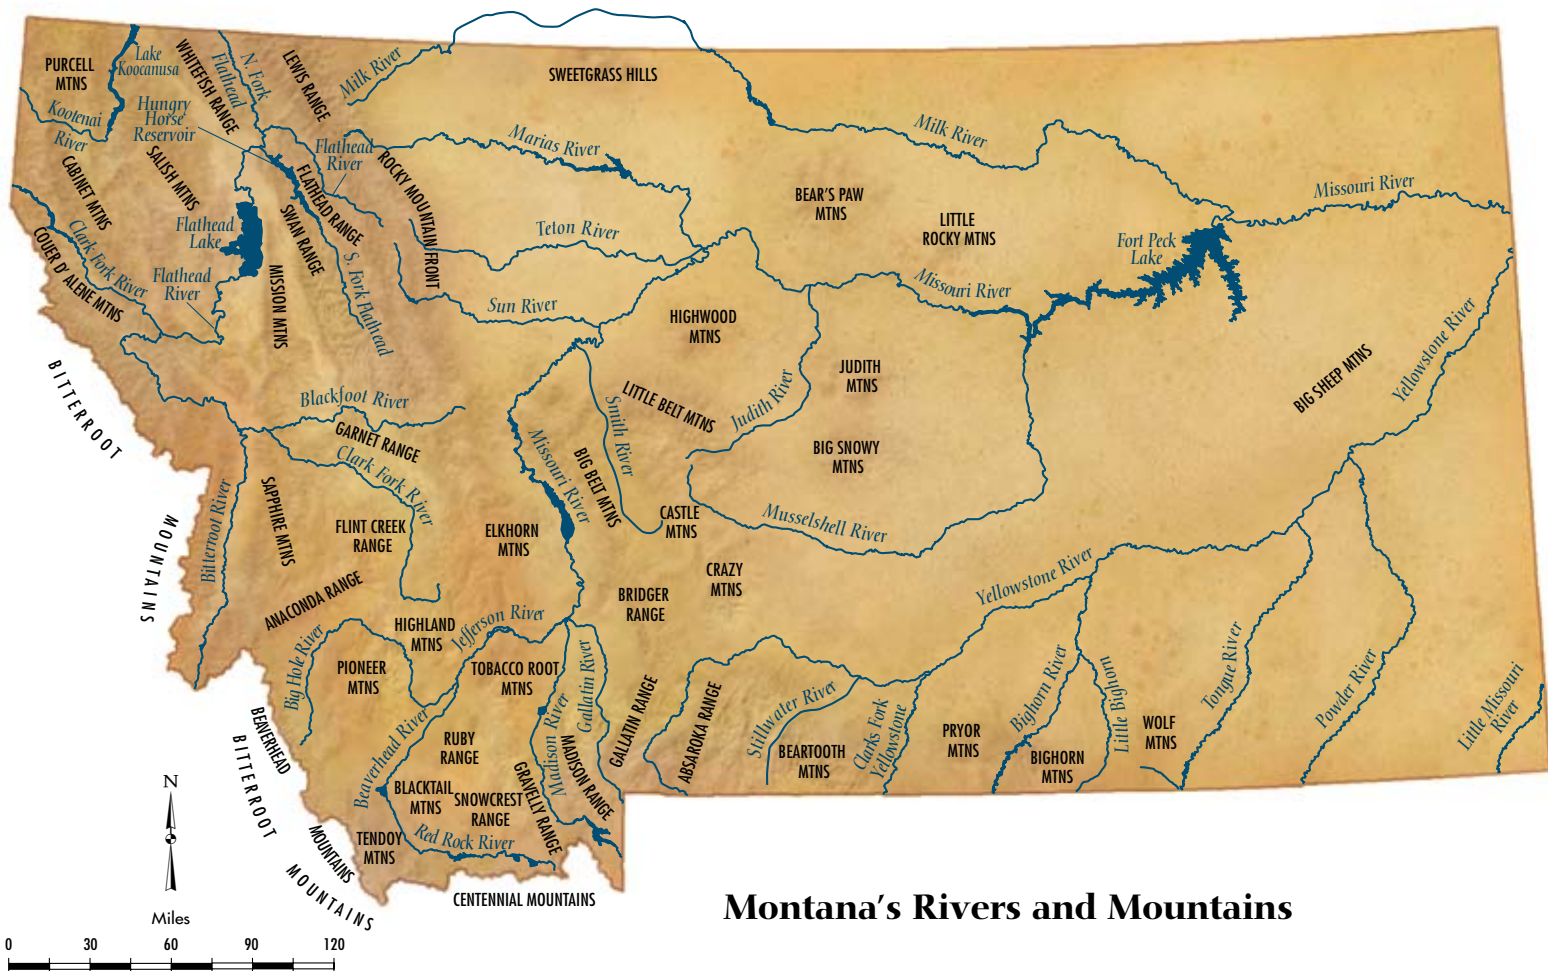 PURCELL
MTNS
Lake
Koocanusa
WHITEFISH RANGE
N. Fork
Flathead
LEWIS RANGE
Milk River
SWEETGRASS HILLS
Kootenai
River
Hungry
Horse
Reservoir
Flathead
River
Marias River
Milk River
CABINET MTNS
SALISH MTNS
FLATHEAD RANGE
ROCKY MOUNTAIN FRONT
BEAR'S PAW
MTNS
LITTLE
ROCKY MTNS
Missouri River
COUER D'ALENE MTNS
Clark Fork River
Flathead
Lake
SWAN RANGE
S. Fork Flathead
Teton River
Fort Peck
Lake
Flathead
River
MISSION MTNS
Sun River
Missouri River
HIGHWOOD
MTNS
JUDITH
MTNS
Yellowstone River
BIG SHEEP MTNS
BITTERROOT
MOUNTAINS
Blackfoot River
GARNET RANGE
Clark Fork River
Smith River
LITTLE BELT MTNS
Judith River
BIG SNOWY
MTNS
Missouri River
BIG BELT MTNS
Bitterroot River
SAPPHIRE MTNS
FLINT CREEK
RANGE
ELKHORN
MTNS
CASTLE
MTNS
Musselshell River
ANACONDA RANGE
CRAZY
MTNS
BRIDGER
RANGE
Yellowstone River
HIGHLAND
MTNS
Jefferson River
Big Hole River
PIONEER
MTNS
TOBACCO ROOT
MTNS
Madison River
Gallatin River
GALLATIN RANGE
ABSAROKA RANGE
Stillwater River
BEARTOOTH
MTNS
Clarks Fork
Yellowstone
PRYOR
MTNS
Bighorn River
BIGHORN
MTNS
Little Bighorn
WOLF
MTNS
Tongue River
Powder River
Little Missouri
River
BEAVERHEAD
MOUNTAINS
BITTERROOT
MOUNTAINS
Beaverhead River
RUBY
RANGE
BLACKTAIL
MTNS
SNOWCREST
RANGE
GRAVELLY RANGE
MADISON RANGE
TENDOY
MTNS
Red Rock River
CENTENNIAL MOUNTAINS
N
Miles
0 30 60 90 120
Montana's Rivers and Mountains